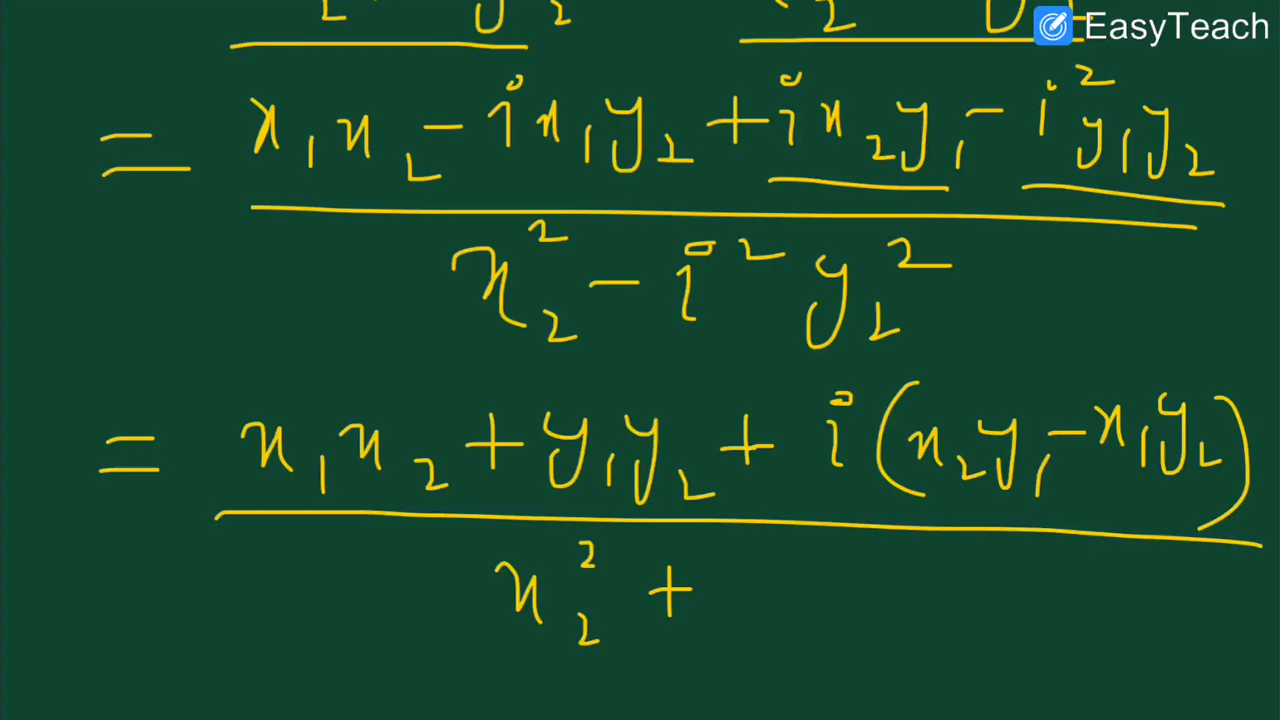 EasyTeach
= x₁x₂ - ix₁y₂ + ix₂y₁ - i²y₁y₂
x₂² - i²y₂²
= x₁x₂ + y₁y₂ + i(x₂y₁ - x₁y₂)
x₂² +